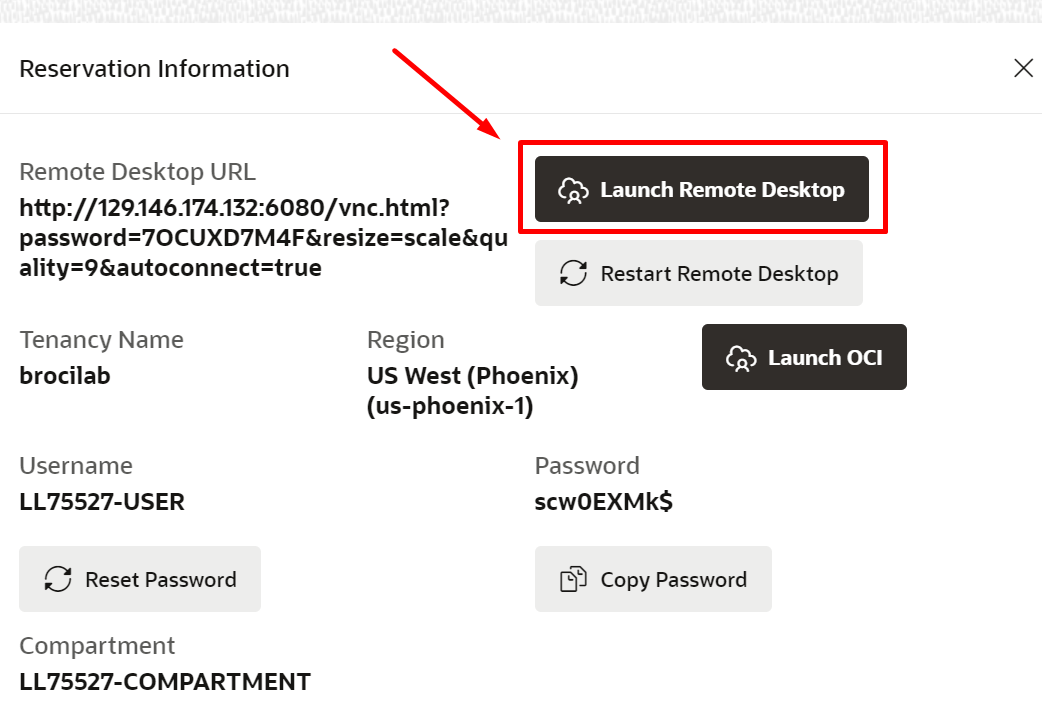 Reservation Information
Remote Desktop URL
http://129.146.174.132:6080/vnc.html?
password=7OCUXD7M4F&resize=scale&qu
ality=9&autoconnect=true
Launch Remote Desktop
Restart Remote Desktop
Tenancy Name
brocilab
Region
US West (Phoenix)
(us-phoenix-1)
Launch OCI
Username
LL75527-USER
Password
scw0EXMk$
Reset Password
Copy Password
Compartment
LL75527-COMPARTMENT